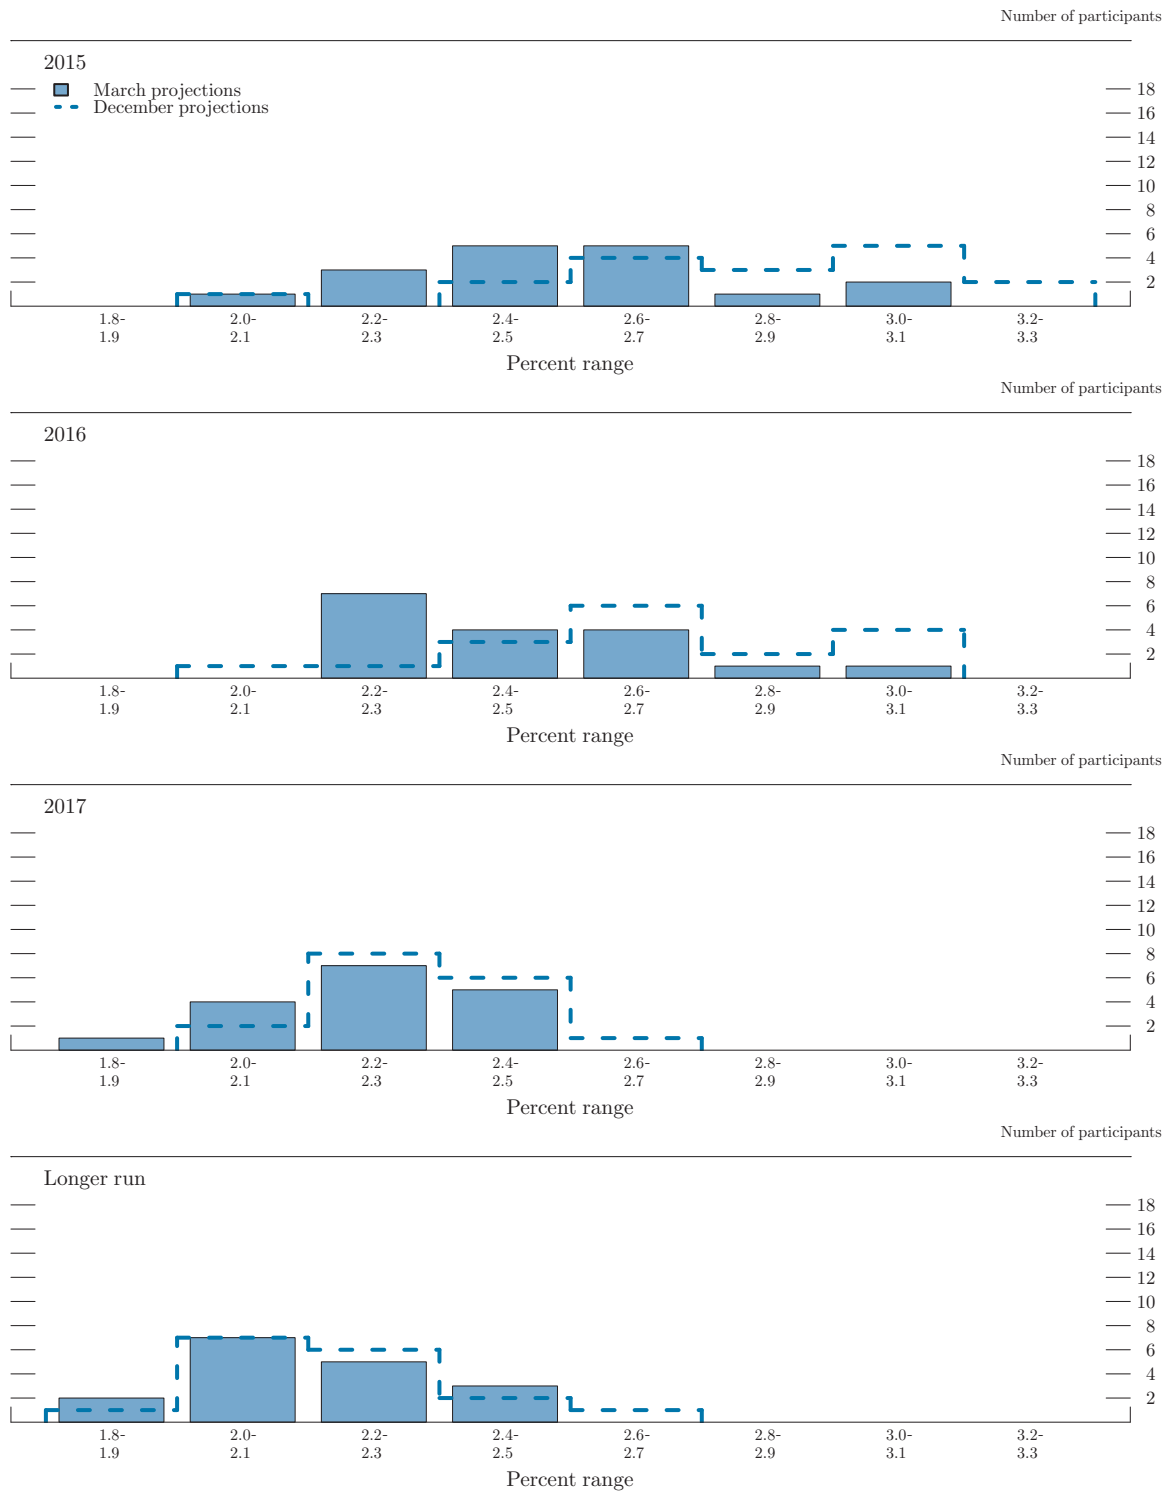 Number of participants
2015
March projections
December projections
18
16
14
12
10
8
6
4
2
1.8- 2.0- 2.2- 2.4- 2.6- 2.8- 3.0- 3.2-
1.9 2.1 2.3 2.5 2.7 2.9 3.1 3.3
Percent range
Number of participants
2016
18
16
14
12
10
8
6
4
2
1.8- 2.0- 2.2- 2.4- 2.6- 2.8- 3.0- 3.2-
1.9 2.1 2.3 2.5 2.7 2.9 3.1 3.3
Percent range
Number of participants
2017
18
16
14
12
10
8
6
4
2
1.8- 2.0- 2.2- 2.4- 2.6- 2.8- 3.0- 3.2-
1.9 2.1 2.3 2.5 2.7 2.9 3.1 3.3
Percent range
Number of participants
Longer run
18
16
14
12
10
8
6
4
2
1.8- 2.0- 2.2- 2.4- 2.6- 2.8- 3.0- 3.2-
1.9 2.1 2.3 2.5 2.7 2.9 3.1 3.3
Percent range